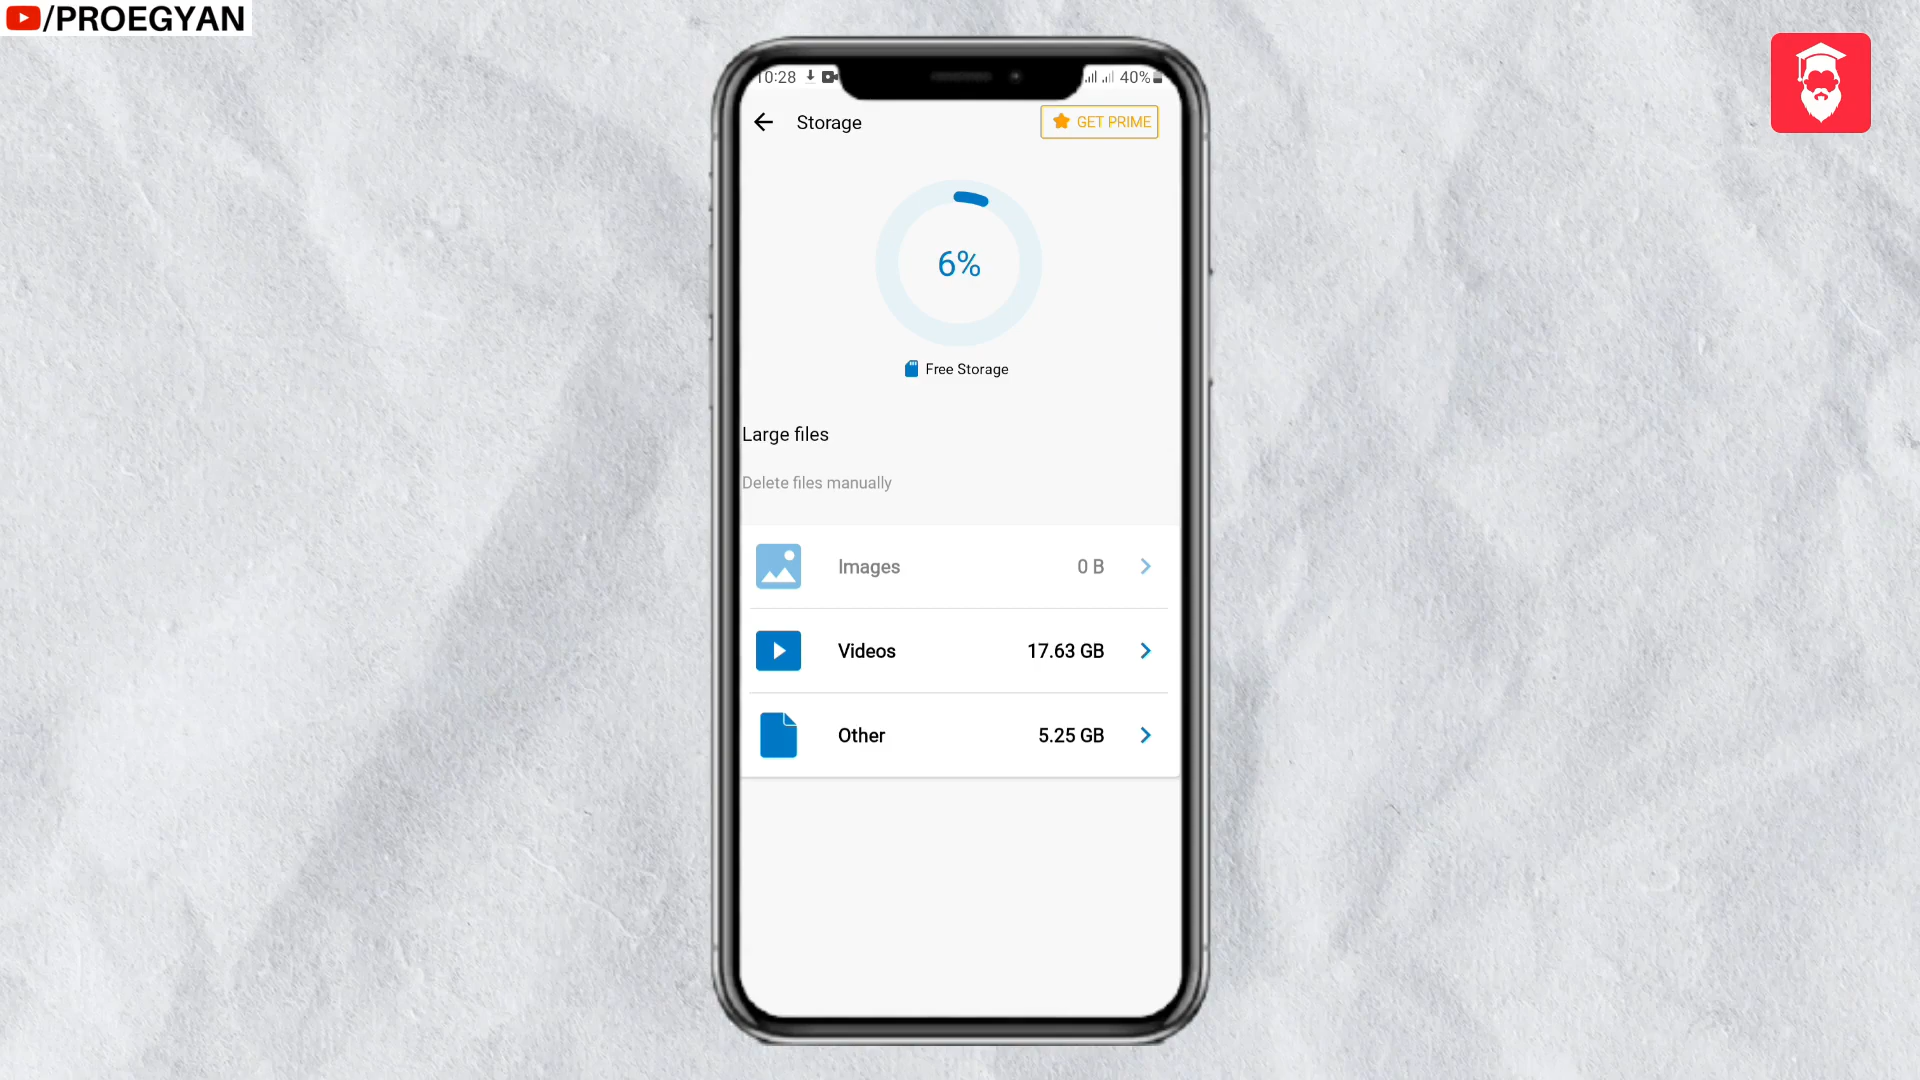 /PROEGYAN
10:28 40%
Storage GET PRIME
6%
Free Storage
Large files
Delete files manually
Images 0 B
Videos 17.63 GB
Other 5.25 GB